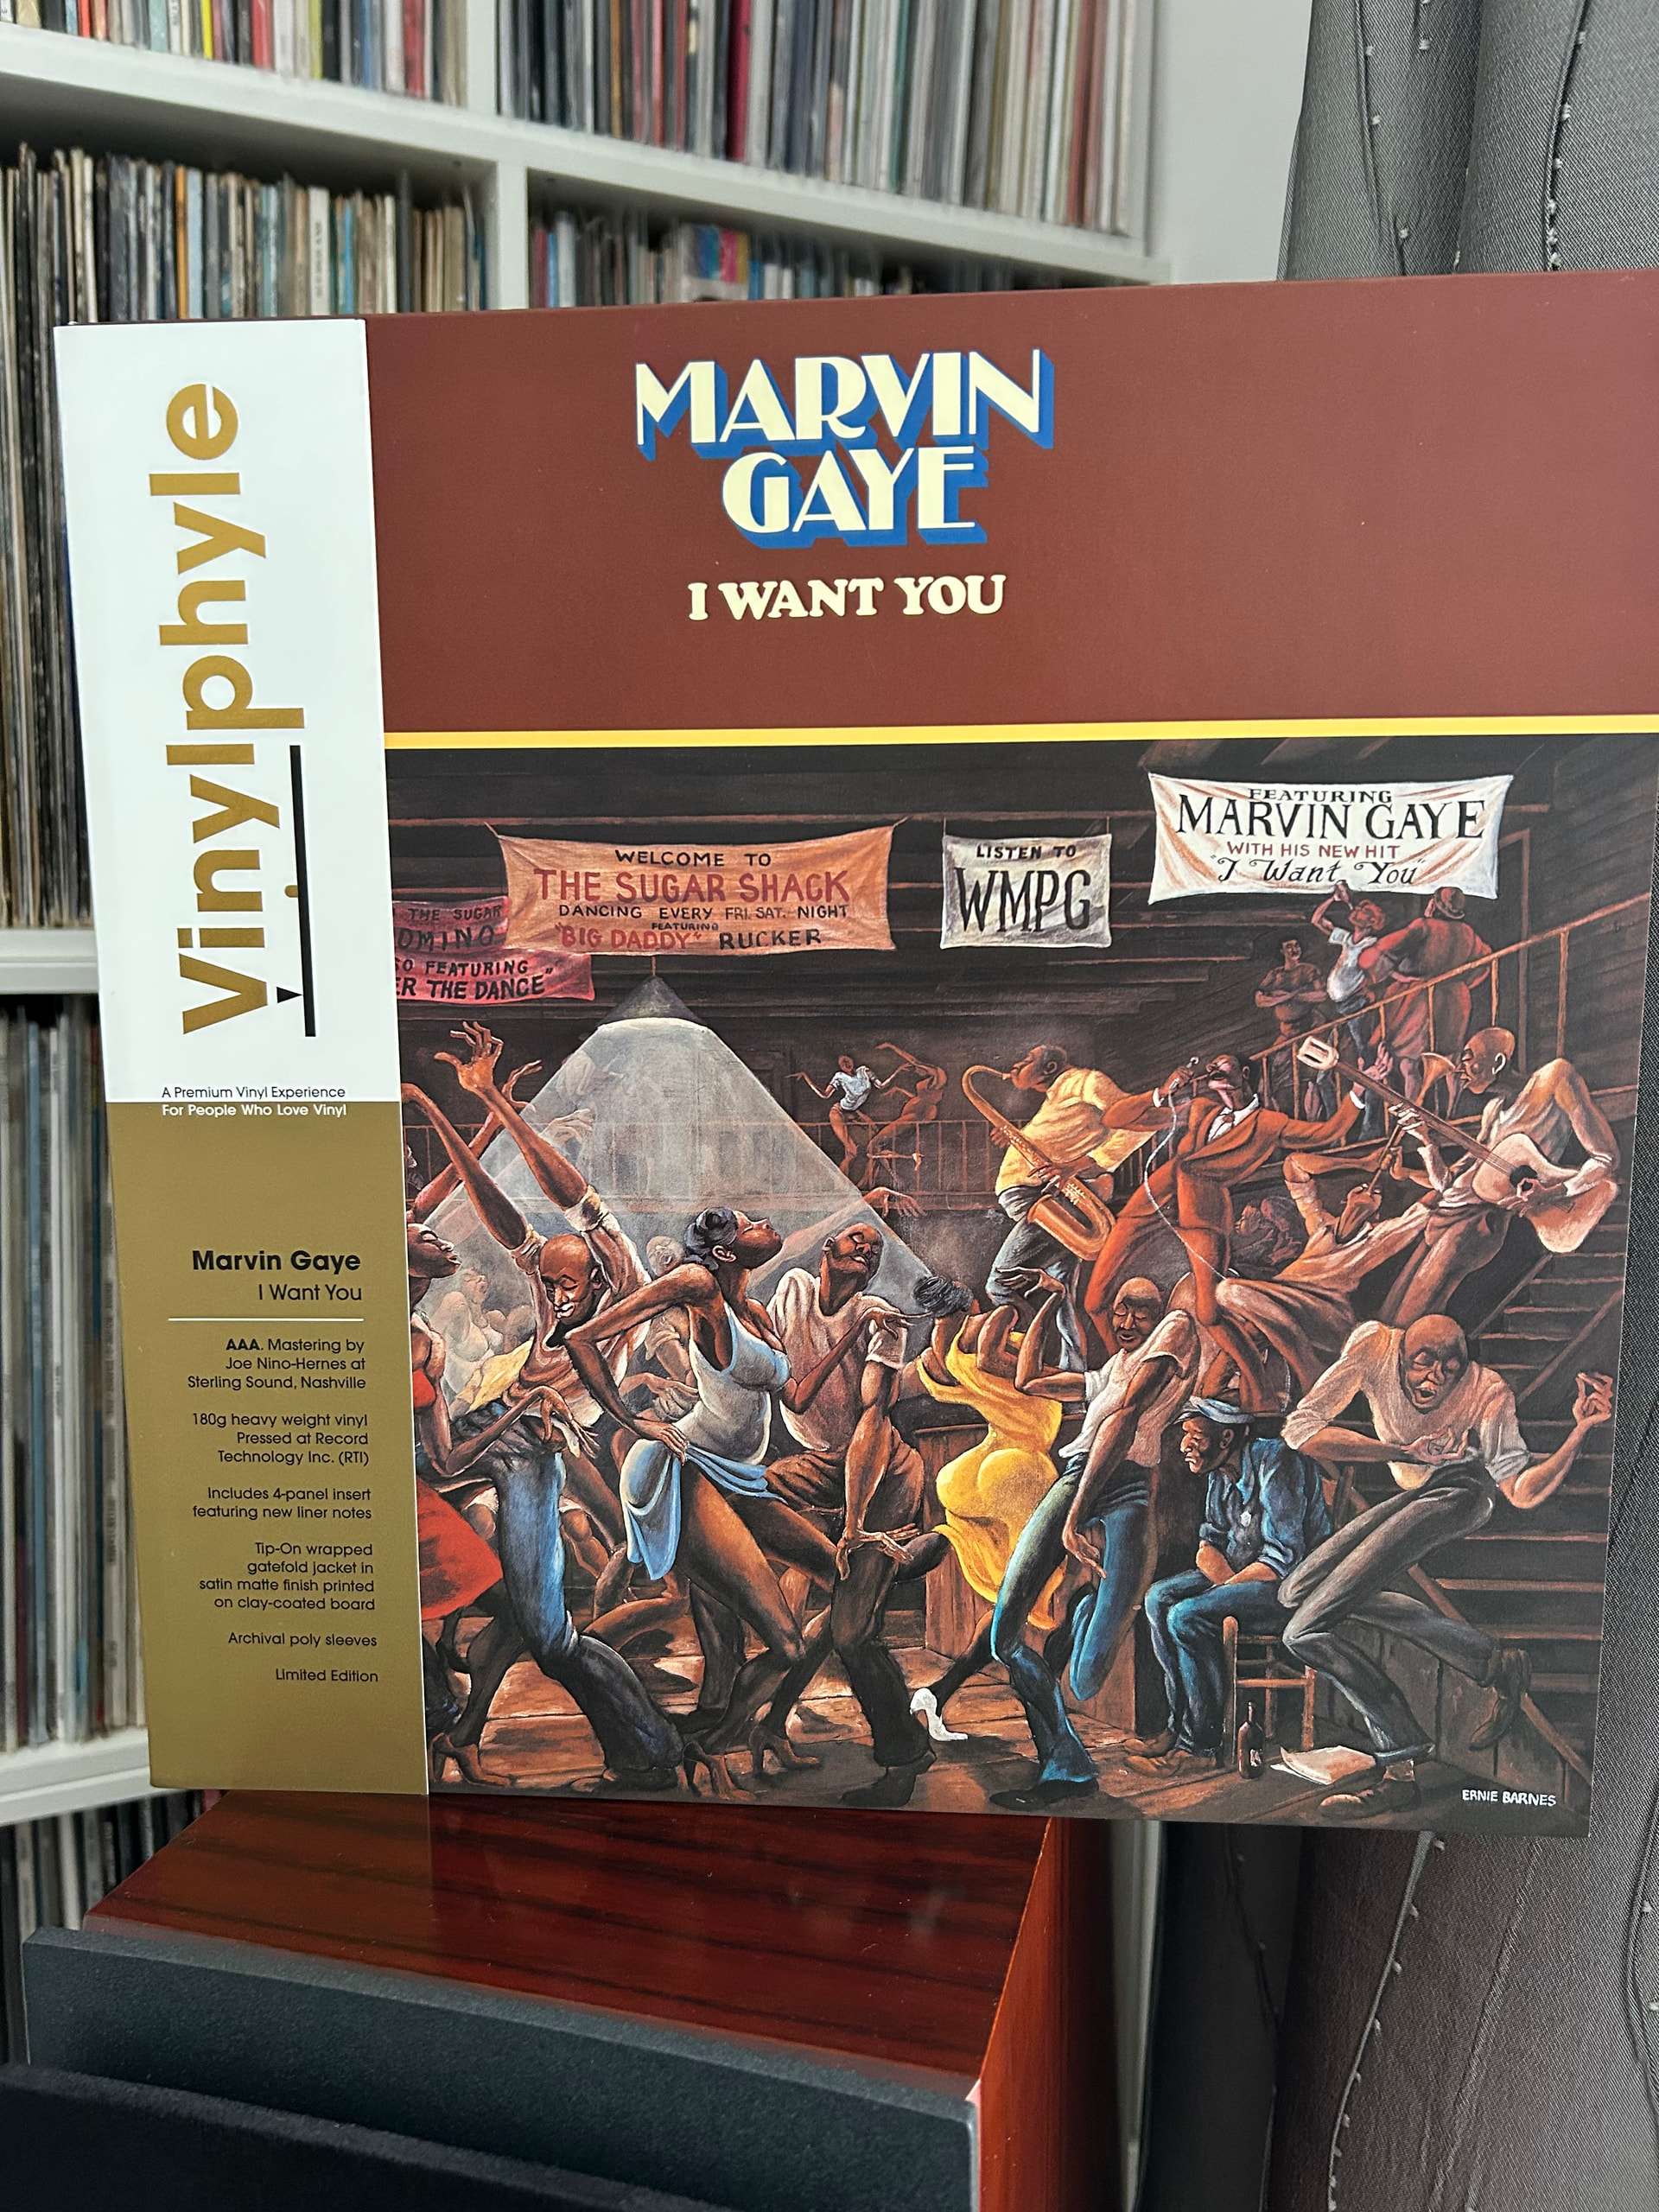 Vinylphyle
A Premium Vinyl Experience
For People Who Love Vinyl
Marvin Gaye
I Want You
AAA. Mastering by
Joe Nino-Hernes at
Sterling Sound, Nashville
180g heavy weight vinyl
Pressed at Record
Technology Inc. (RTI)
Includes 4-panel insert
featuring new liner notes
Tip-On wrapped
gatefold jacket in
satin matte finish printed
on clay-coated board
Archival poly sleeves
Limited Edition
MARVIN
GAYE
I WANT YOU
THE SUGAR
OMINO
SO FEATURING
ER THE DANCE"
WELCOME TO
THE SUGAR SHACK
DANCING EVERY FRI. SAT. NIGHT
FEATURING
"BIG DADDY" RUCKER
LISTEN TO
WMPG
FEATURING
MARVIN GAYE
WITH HIS NEW HIT
"I Want You"
ERNIE BARNES